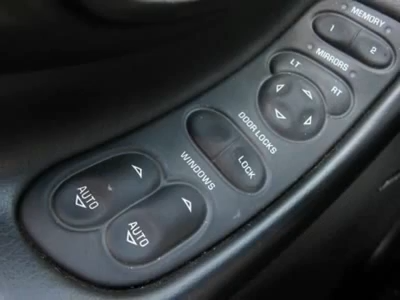 MEMORY
1 2
MIRRORS
LT RT
DOOR LOCKS
LOCK
WINDOWS
AUTO
AUTO